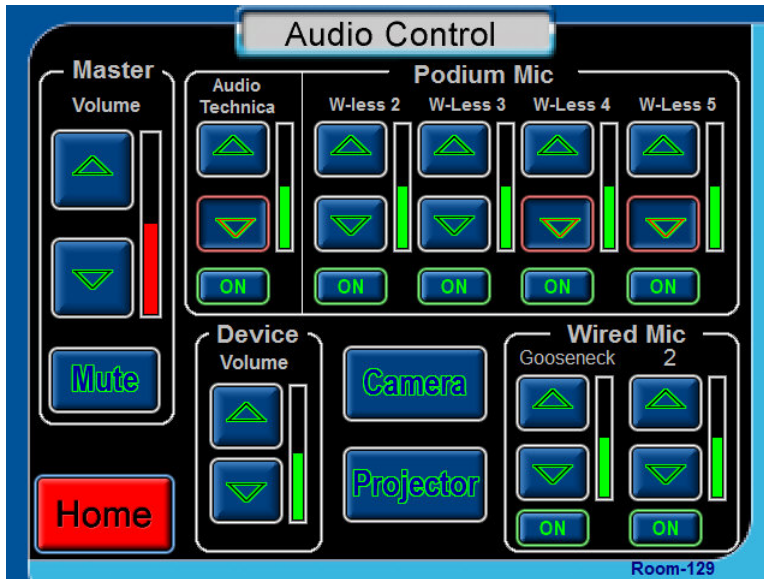 Audio Control
Master
Volume
Mute
Home
Podium Mic
Audio
Technica
W-less 2
W-Less 3
W-Less 4
W-Less 5
ON
ON
ON
ON
ON
Device
Volume
Camera
Projector
Wired Mic
Gooseneck
2
ON
ON
Room-129